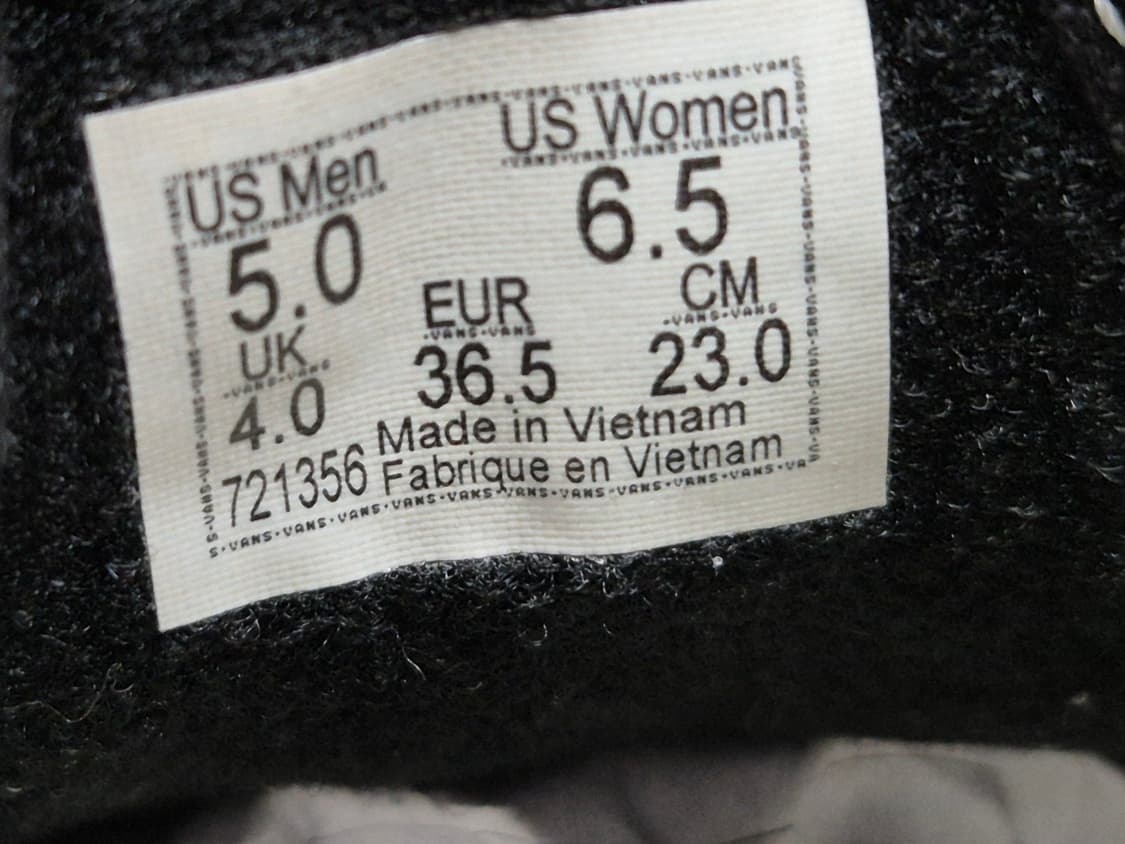 US Men US Women
5.0 6.5
UK EUR CM
4.0 36.5 23.0
Made in Vietnam
721356 Fabrique en Vietnam